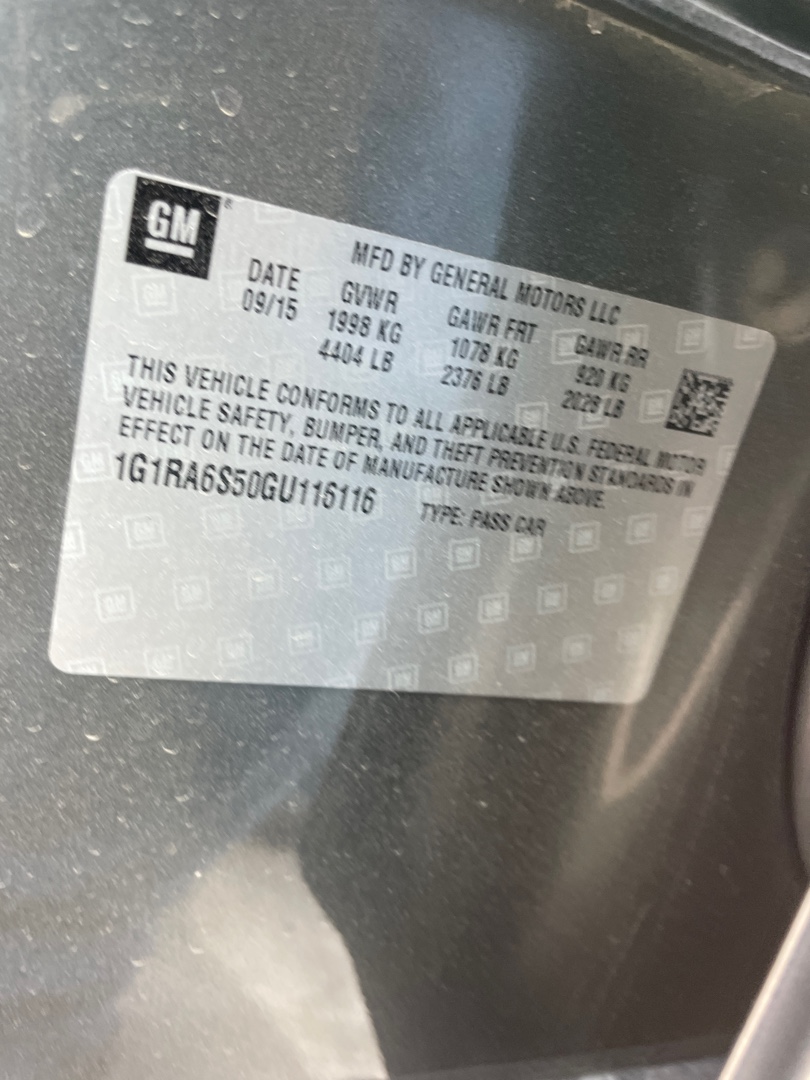 GM®
MFD BY GENERAL MOTORS LLC
DATE GVWR GAWR FRT GAWR RR
09/15 1998 KG 1078 KG 920 KG
4404 LB 2376 LB 2028 LB
THIS VEHICLE CONFORMS TO ALL APPLICABLE U.S. FEDERAL MOTOR
VEHICLE SAFETY, BUMPER, AND THEFT PREVENTION STANDARDS IN
EFFECT ON THE DATE OF MANUFACTURE SHOWN ABOVE.
1G1RA6S50GU116116 TYPE: PASS CAR